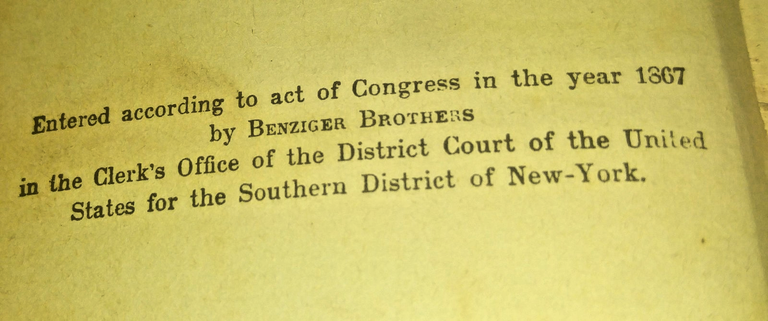 Entered according to act of Congress in the year 1867
by BENZIGER BROTHERS
in the Clerk's Office of the District Court of the United
States for the Southern District of New-York.